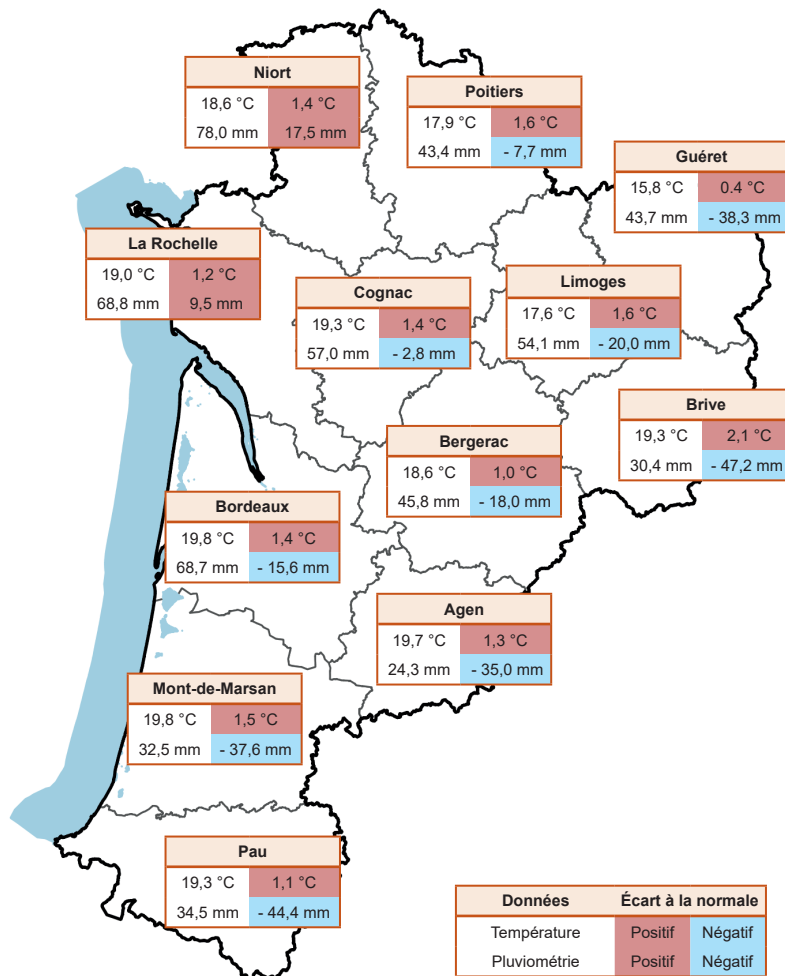 Niort
18,6 °C 1,4 °C
78,0 mm 17,5 mm
Poitiers
17,9 °C 1,6 °C
43,4 mm - 7,7 mm
Guéret
15,8 °C 0.4 °C
43,7 mm - 38,3 mm
La Rochelle
19,0 °C 1,2 °C
68,8 mm 9,5 mm
Cognac
19,3 °C 1,4 °C
57,0 mm - 2,8 mm
Limoges
17,6 °C 1,6 °C
54,1 mm - 20,0 mm
Brive
19,3 °C 2,1 °C
30,4 mm - 47,2 mm
Bergerac
18,6 °C 1,0 °C
45,8 mm - 18,0 mm
Bordeaux
19,8 °C 1,4 °C
68,7 mm - 15,6 mm
Agen
19,7 °C 1,3 °C
24,3 mm - 35,0 mm
Mont-de-Marsan
19,8 °C 1,5 °C
32,5 mm - 37,6 mm
Pau
19,3 °C 1,1 °C
34,5 mm - 44,4 mm
Données Écart à la normale
Température Positif Négatif
Pluviométrie Positif Négatif